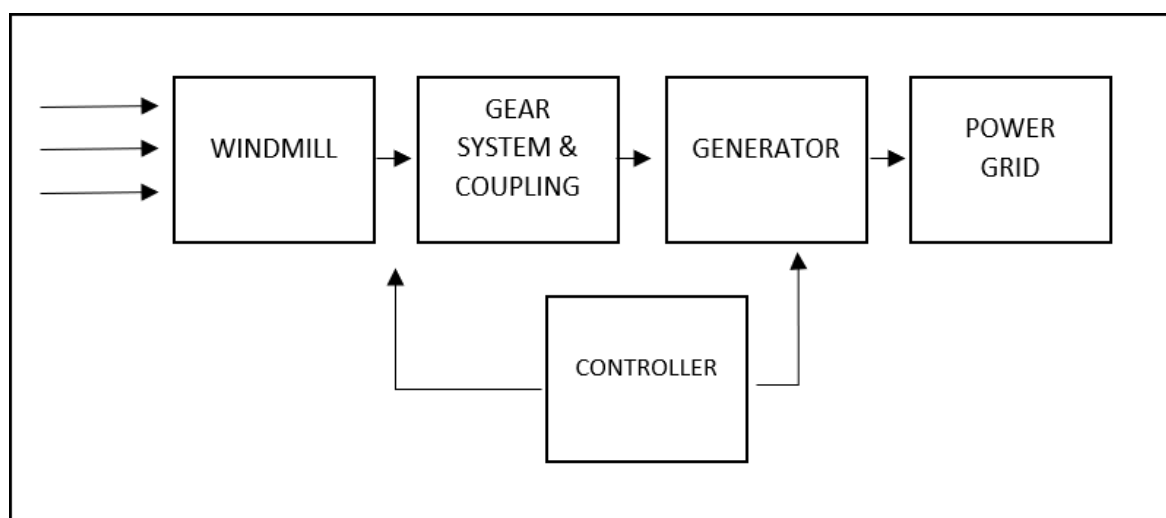 WINDMILL
GEAR
SYSTEM &
COUPLING
GENERATOR
POWER
GRID
CONTROLLER